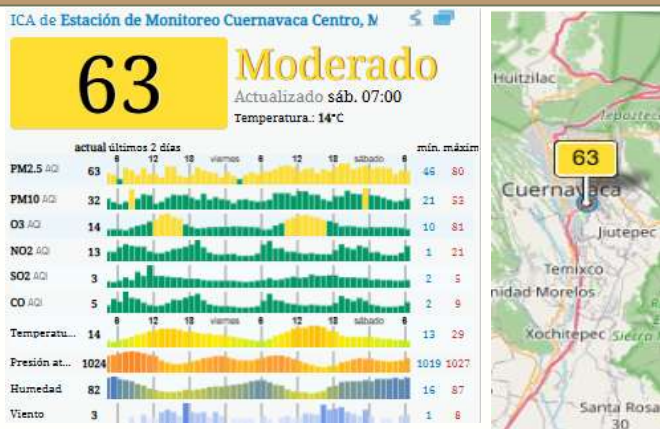 ICA de Estación de Monitoreo Cuernavaca Centro, M
63
Moderado
Actualizado sáb. 07:00
Temperatura.: 14°C
actual últimos 2 días
mín. máxim
6 12 18 viernes 6 12 18 sábado 6
PM2.5 AQI 63 46 80
PM10 AQI 32 21 53
O3 AQI 14 10 81
NO2 AQI 13 1 21
SO2 AQI 3 2 5
CO AQI 5 2 9
6 12 18 viernes 6 12 18 sábado 6
Temperatu... 14 13 29
Presión at... 1024 1019 1027
Humedad 82 16 87
Viento 3 1 8
Huitzilac
Tepozteco
63
Cuernavaca
Jiutepec
Temixco
nidad Morelos
Xochitepec
Sierra
Santa Rosa
30